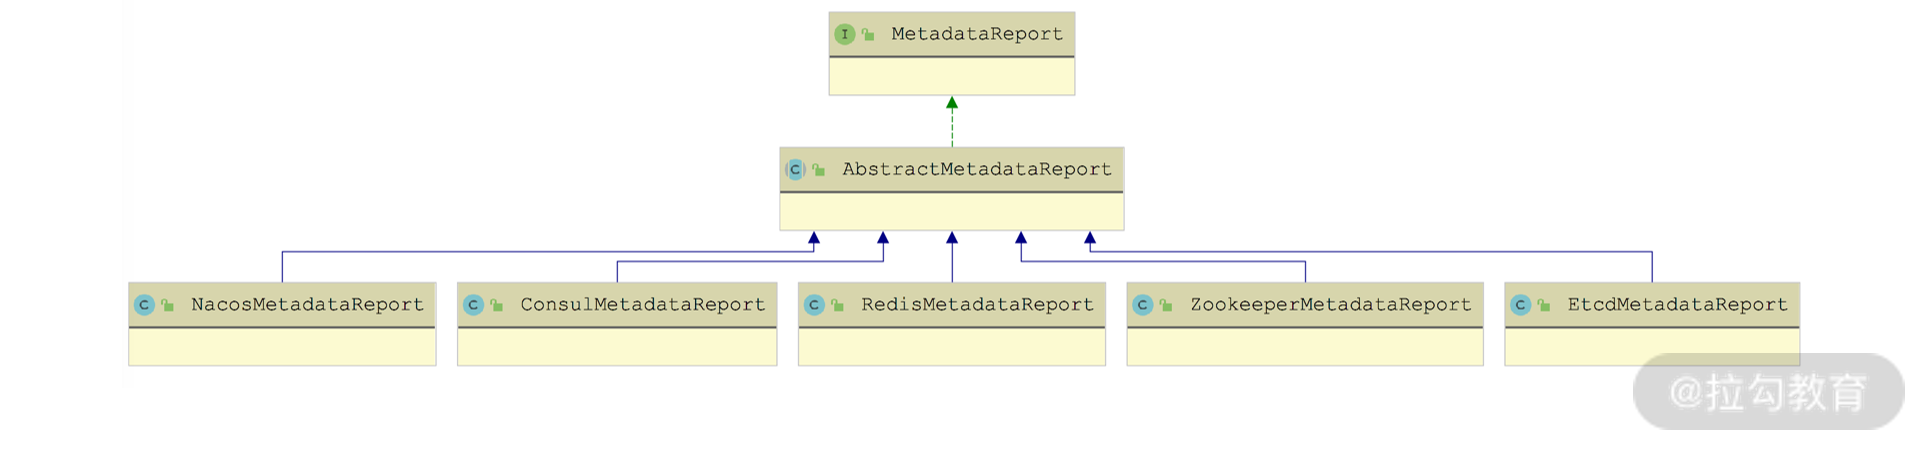 I MetadataReport
C AbstractMetadataReport
C NacosMetadataReport
C ConsulMetadataReport
C RedisMetadataReport
C ZookeeperMetadataReport
C EtcdMetadataReport
@拉勾教育